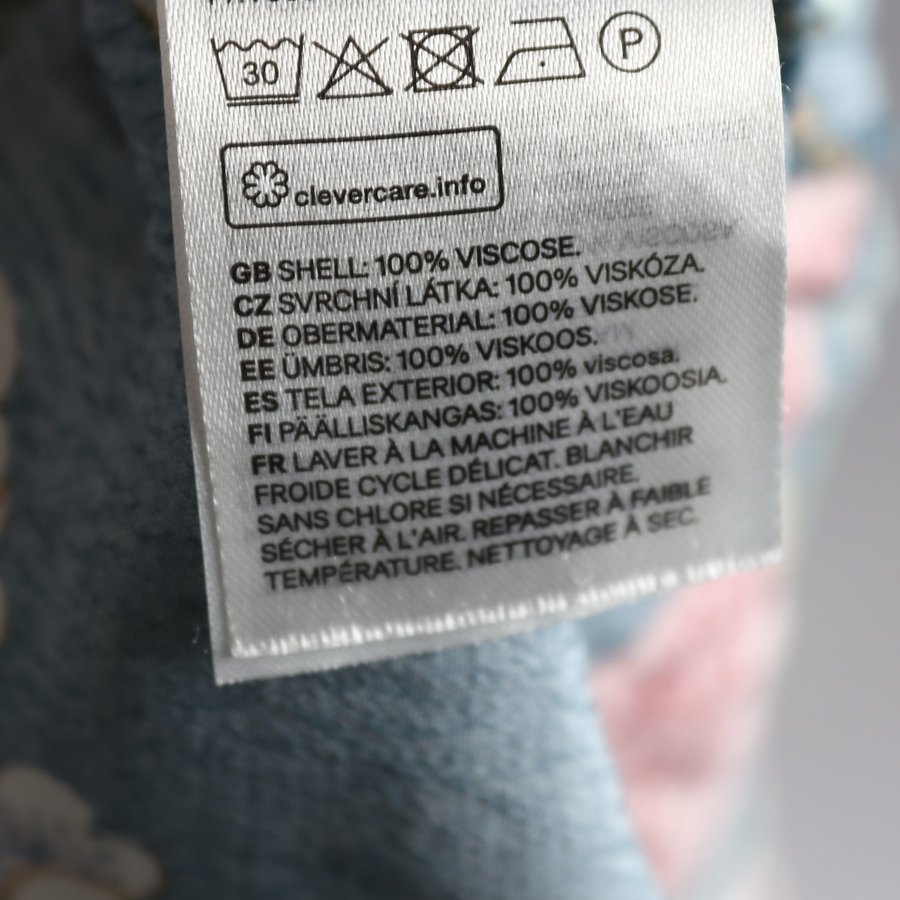 30
P
clevercare.info
GB SHELL: 100% VISCOSE.
CZ SVRCHNÍ LÁTKA: 100% VISKÓZA.
DE OBERMATERIAL: 100% VISKOSE.
EE ÜMBRIS: 100% VISKOOS.
ES TELA EXTERIOR: 100% viscosa.
FI PÄÄLLISKANGAS: 100% VISKOOSIA.
FR LAVER À LA MACHINE À L'EAU
FROIDE CYCLE DÉLICAT. BLANCHIR
SANS CHLORE SI NÉCESSAIRE.
SÉCHER À L'AIR. REPASSER À FAIBLE
TEMPÉRATURE. NETTOYAGE À SEC.